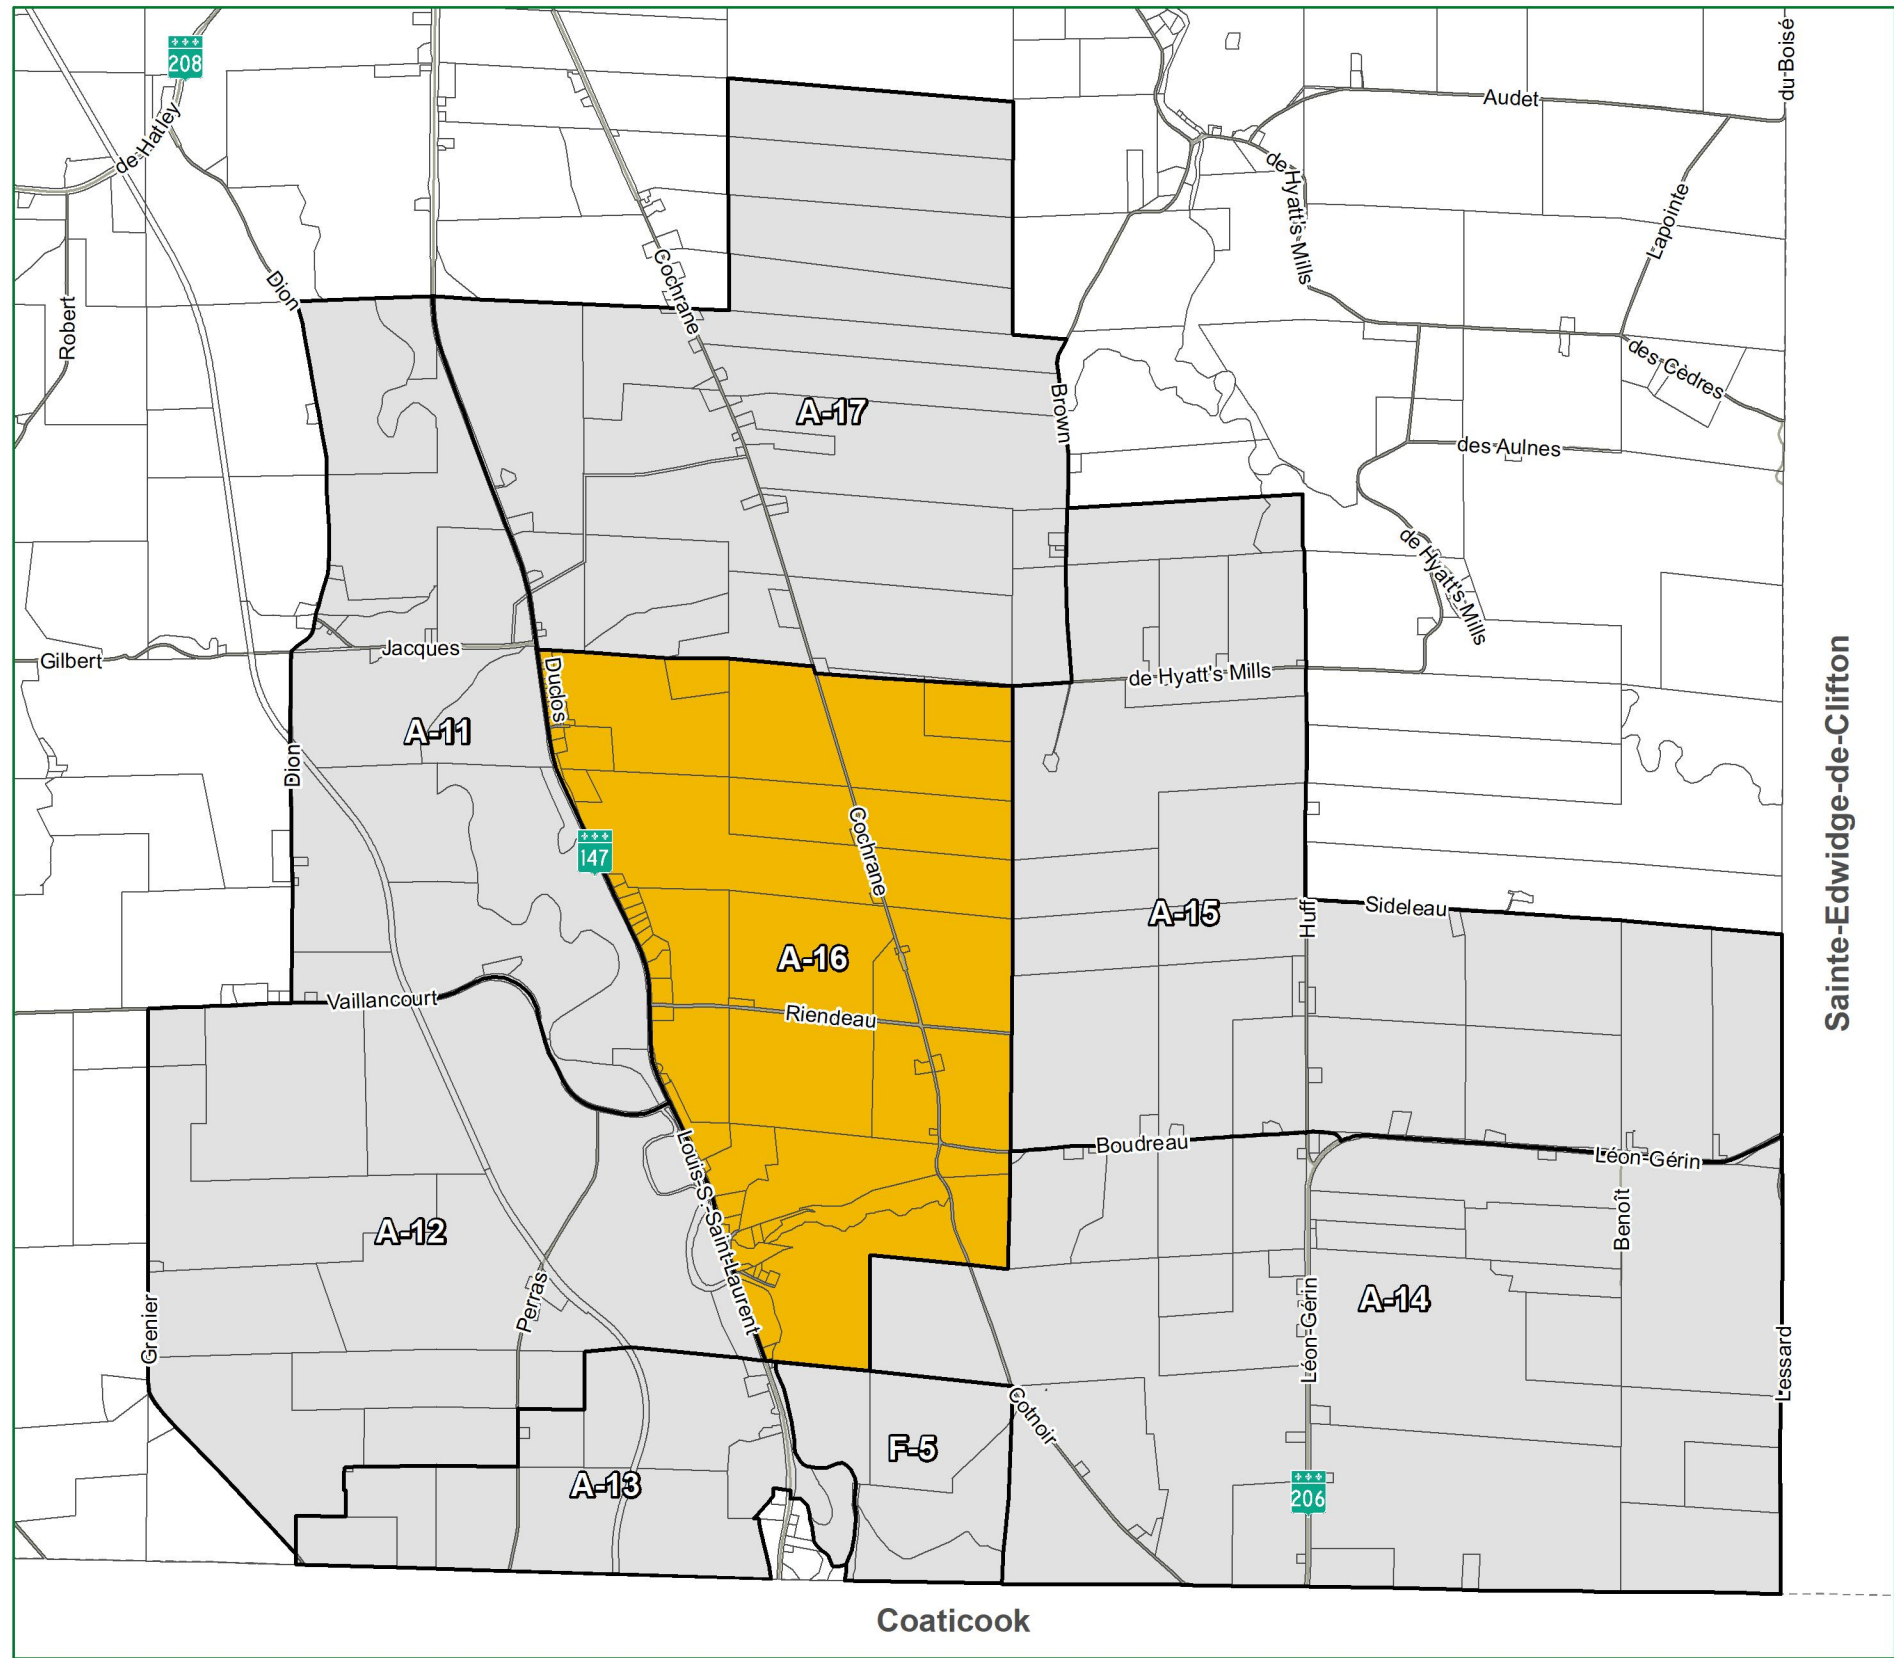 208
du Boisé
Audet
de Hatley
de Hyatt's Mills
Lapointe
Cochrane
Dion
Robert
des Cèdres
A-17
Brown
des Aulnes
de Hyatt's Mills
Gilbert
Jacques
Duclos
de Hyatt's Mills
A-11
Dion
Sainte-Edwidge-de-Clifton
147
Cochrane
A-15
Huff
Sideleau
A-16
Vaillancourt
Riendeau
Boudreau
Léon-Gérin
Louis-S.-Saint-Laurent
A-12
Benoît
Perras
Grenier
Léon-Gérin
A-14
Lessard
Cotnoir
F-5
A-13
206
Coaticook